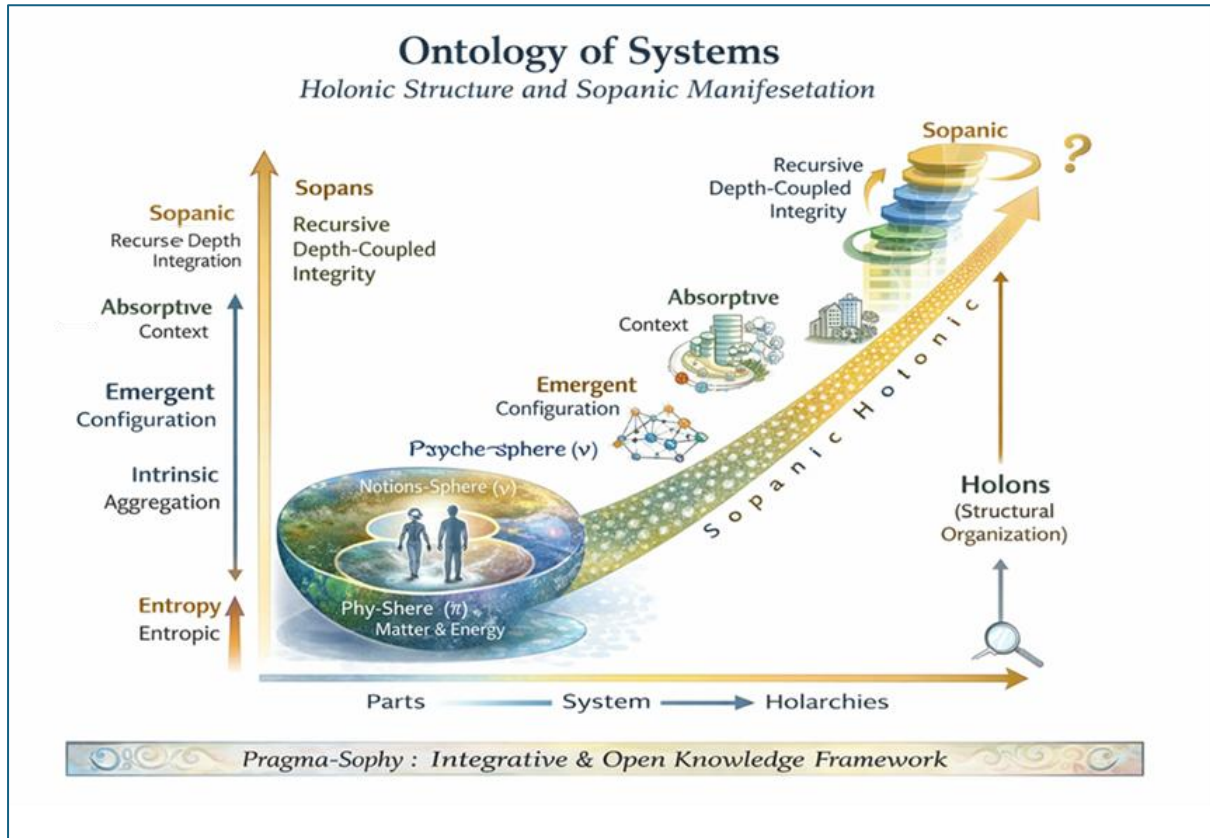 Ontology of Systems
Holonic Structure and Sopanic Manifesetation
Sopanic
Recurse Depth
Integration
Absorptive
Context
Emergent
Configuration
Intrinsic
Aggregation
Entropy
Entropic
Sopans
Recursive
Depth-Coupled
Integrity
Sopanic
?
Recursive
Depth-Coupled
Integrity
Absorptive
Context
Emergent
Configuration
Psyche-sphere (ν)
Notions-Sphere (ν)
Phy-Shere (π)
Matter & Energy
Sopanic Holonic
Holons
(Structural
Organization)
Parts System Holarchies
Pragma-Sophy : Integrative & Open Knowledge Framework